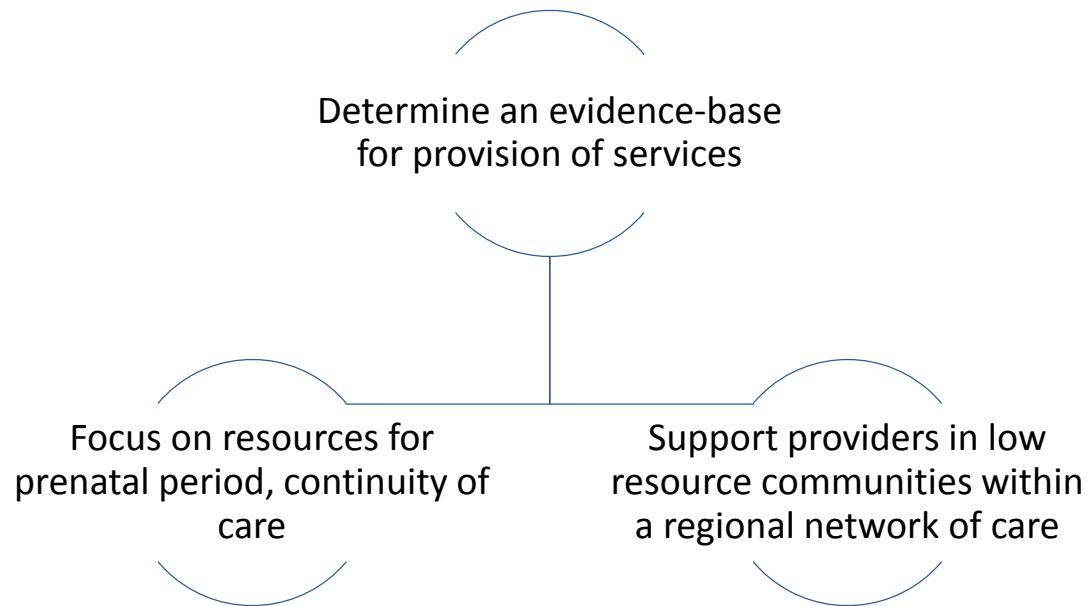 Determine an evidence-base
for provision of services
Focus on resources for
prenatal period, continuity of
care
Support providers in low
resource communities within
a regional network of care